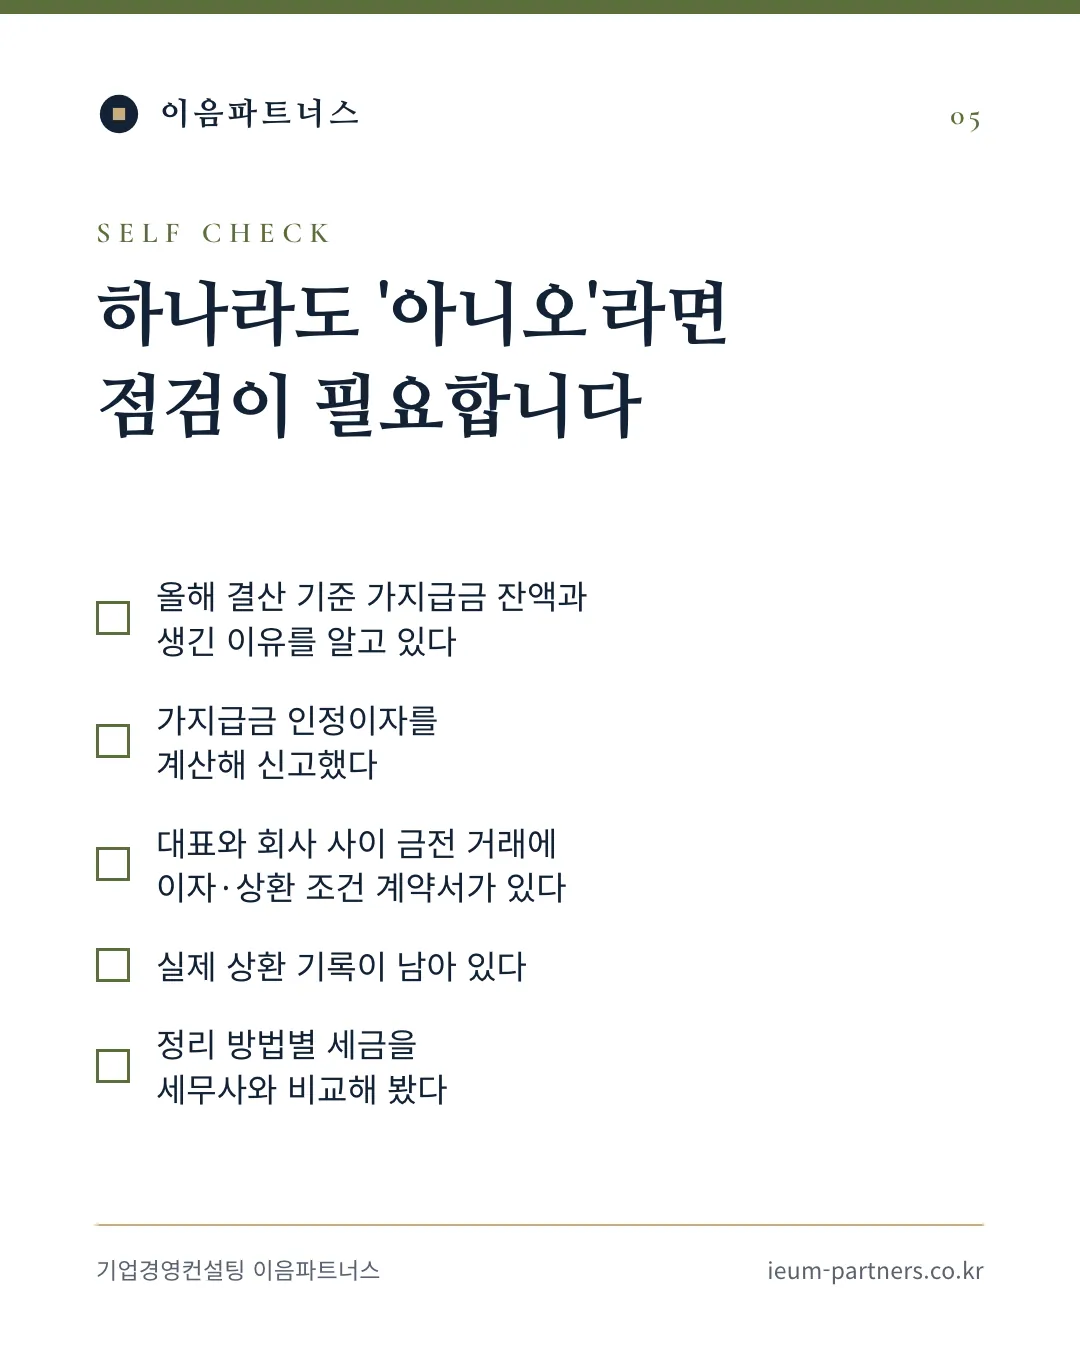 이음파트너스
05
SELF CHECK
하나라도 '아니오'라면
점검이 필요합니다
올해 결산 기준 가지급금 잔액과
생긴 이유를 알고 있다
가지급금 인정이자를
계산해 신고했다
대표와 회사 사이 금전 거래에
이자·상환 조건 계약서가 있다
실제 상환 기록이 남아 있다
정리 방법별 세금을
세무사와 비교해 봤다
기업경영컨설팅 이음파트너스
ieum-partners.co.kr